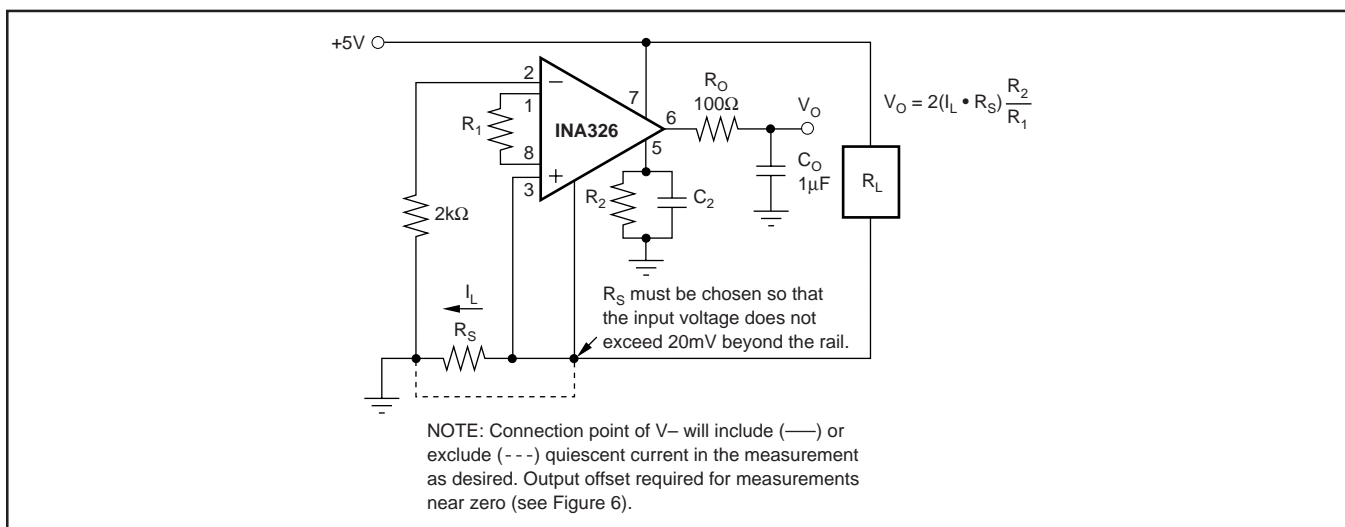 +5V
2
−
1
R1
8
+
3
INA326
7
6
5
RO
100Ω
VO
CO
1μF
VO = 2(IL • RS) R2
R1
RL
R2
C2
2kΩ
IL
RS
RS must be chosen so that
the input voltage does not
exceed 20mV beyond the rail.
NOTE: Connection point of V– will include (——) or
exclude (- - -) quiescent current in the measurement
as desired. Output offset required for measurements
near zero (see Figure 6).